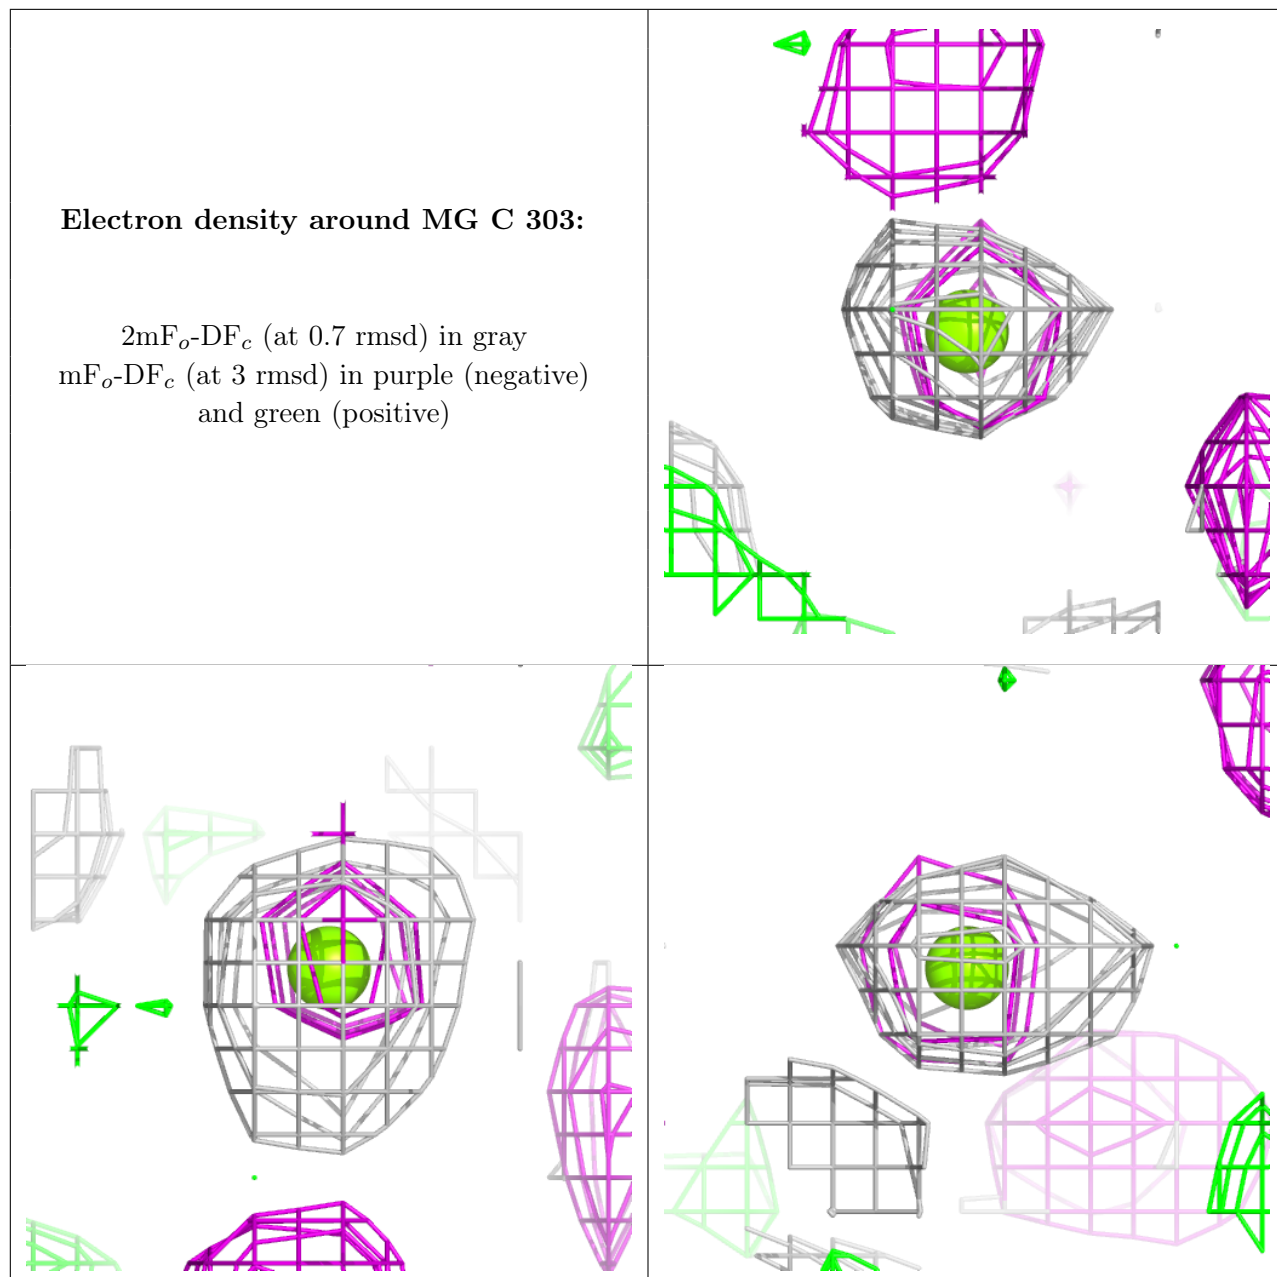 Electron density around MG C 303:
2mFₒ-DF𝒸 (at 0.7 rmsd) in gray
mFₒ-DF𝒸 (at 3 rmsd) in purple (negative)
and green (positive)